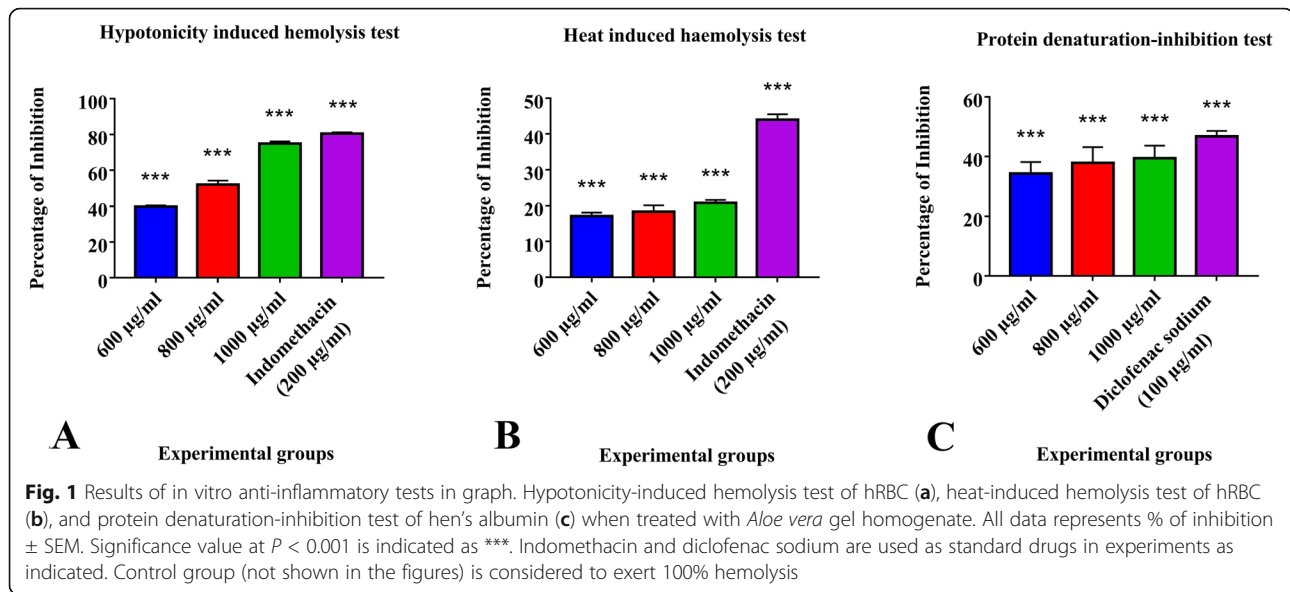 Hypotonicity induced hemolysis test
Percentage of Inhibition
100
80
60
40
20
0
***
***
***
***
600 µg/ml
800 µg/ml
1000 µg/ml
Indomethacin
(200 µg/ml)
A
Experimental groups
Heat induced haemolysis test
Percentage of Inhibition
50
40
30
20
10
0
***
***
***
***
600 µg/ml
800 µg/ml
1000 µg/ml
Indomethacin
(200 µg/ml)
B
Experimental groups
Protein denaturation-inhibition test
Percentage of Inhibition
60
40
20
0
***
***
***
***
600 µg/ml
800 µg/ml
1000 µg/ml
Diclofenac sodium
(100 µg/ml)
C
Experimental groups
Fig. 1 Results of in vitro anti-inflammatory tests in graph. Hypotonicity-induced hemolysis test of hRBC (a), heat-induced hemolysis test of hRBC
(b), and protein denaturation-inhibition test of hen's albumin (c) when treated with Aloe vera gel homogenate. All data represents % of inhibition
± SEM. Significance value at P < 0.001 is indicated as ***. Indomethacin and diclofenac sodium are used as standard drugs in experiments as
indicated. Control group (not shown in the figures) is considered to exert 100% hemolysis